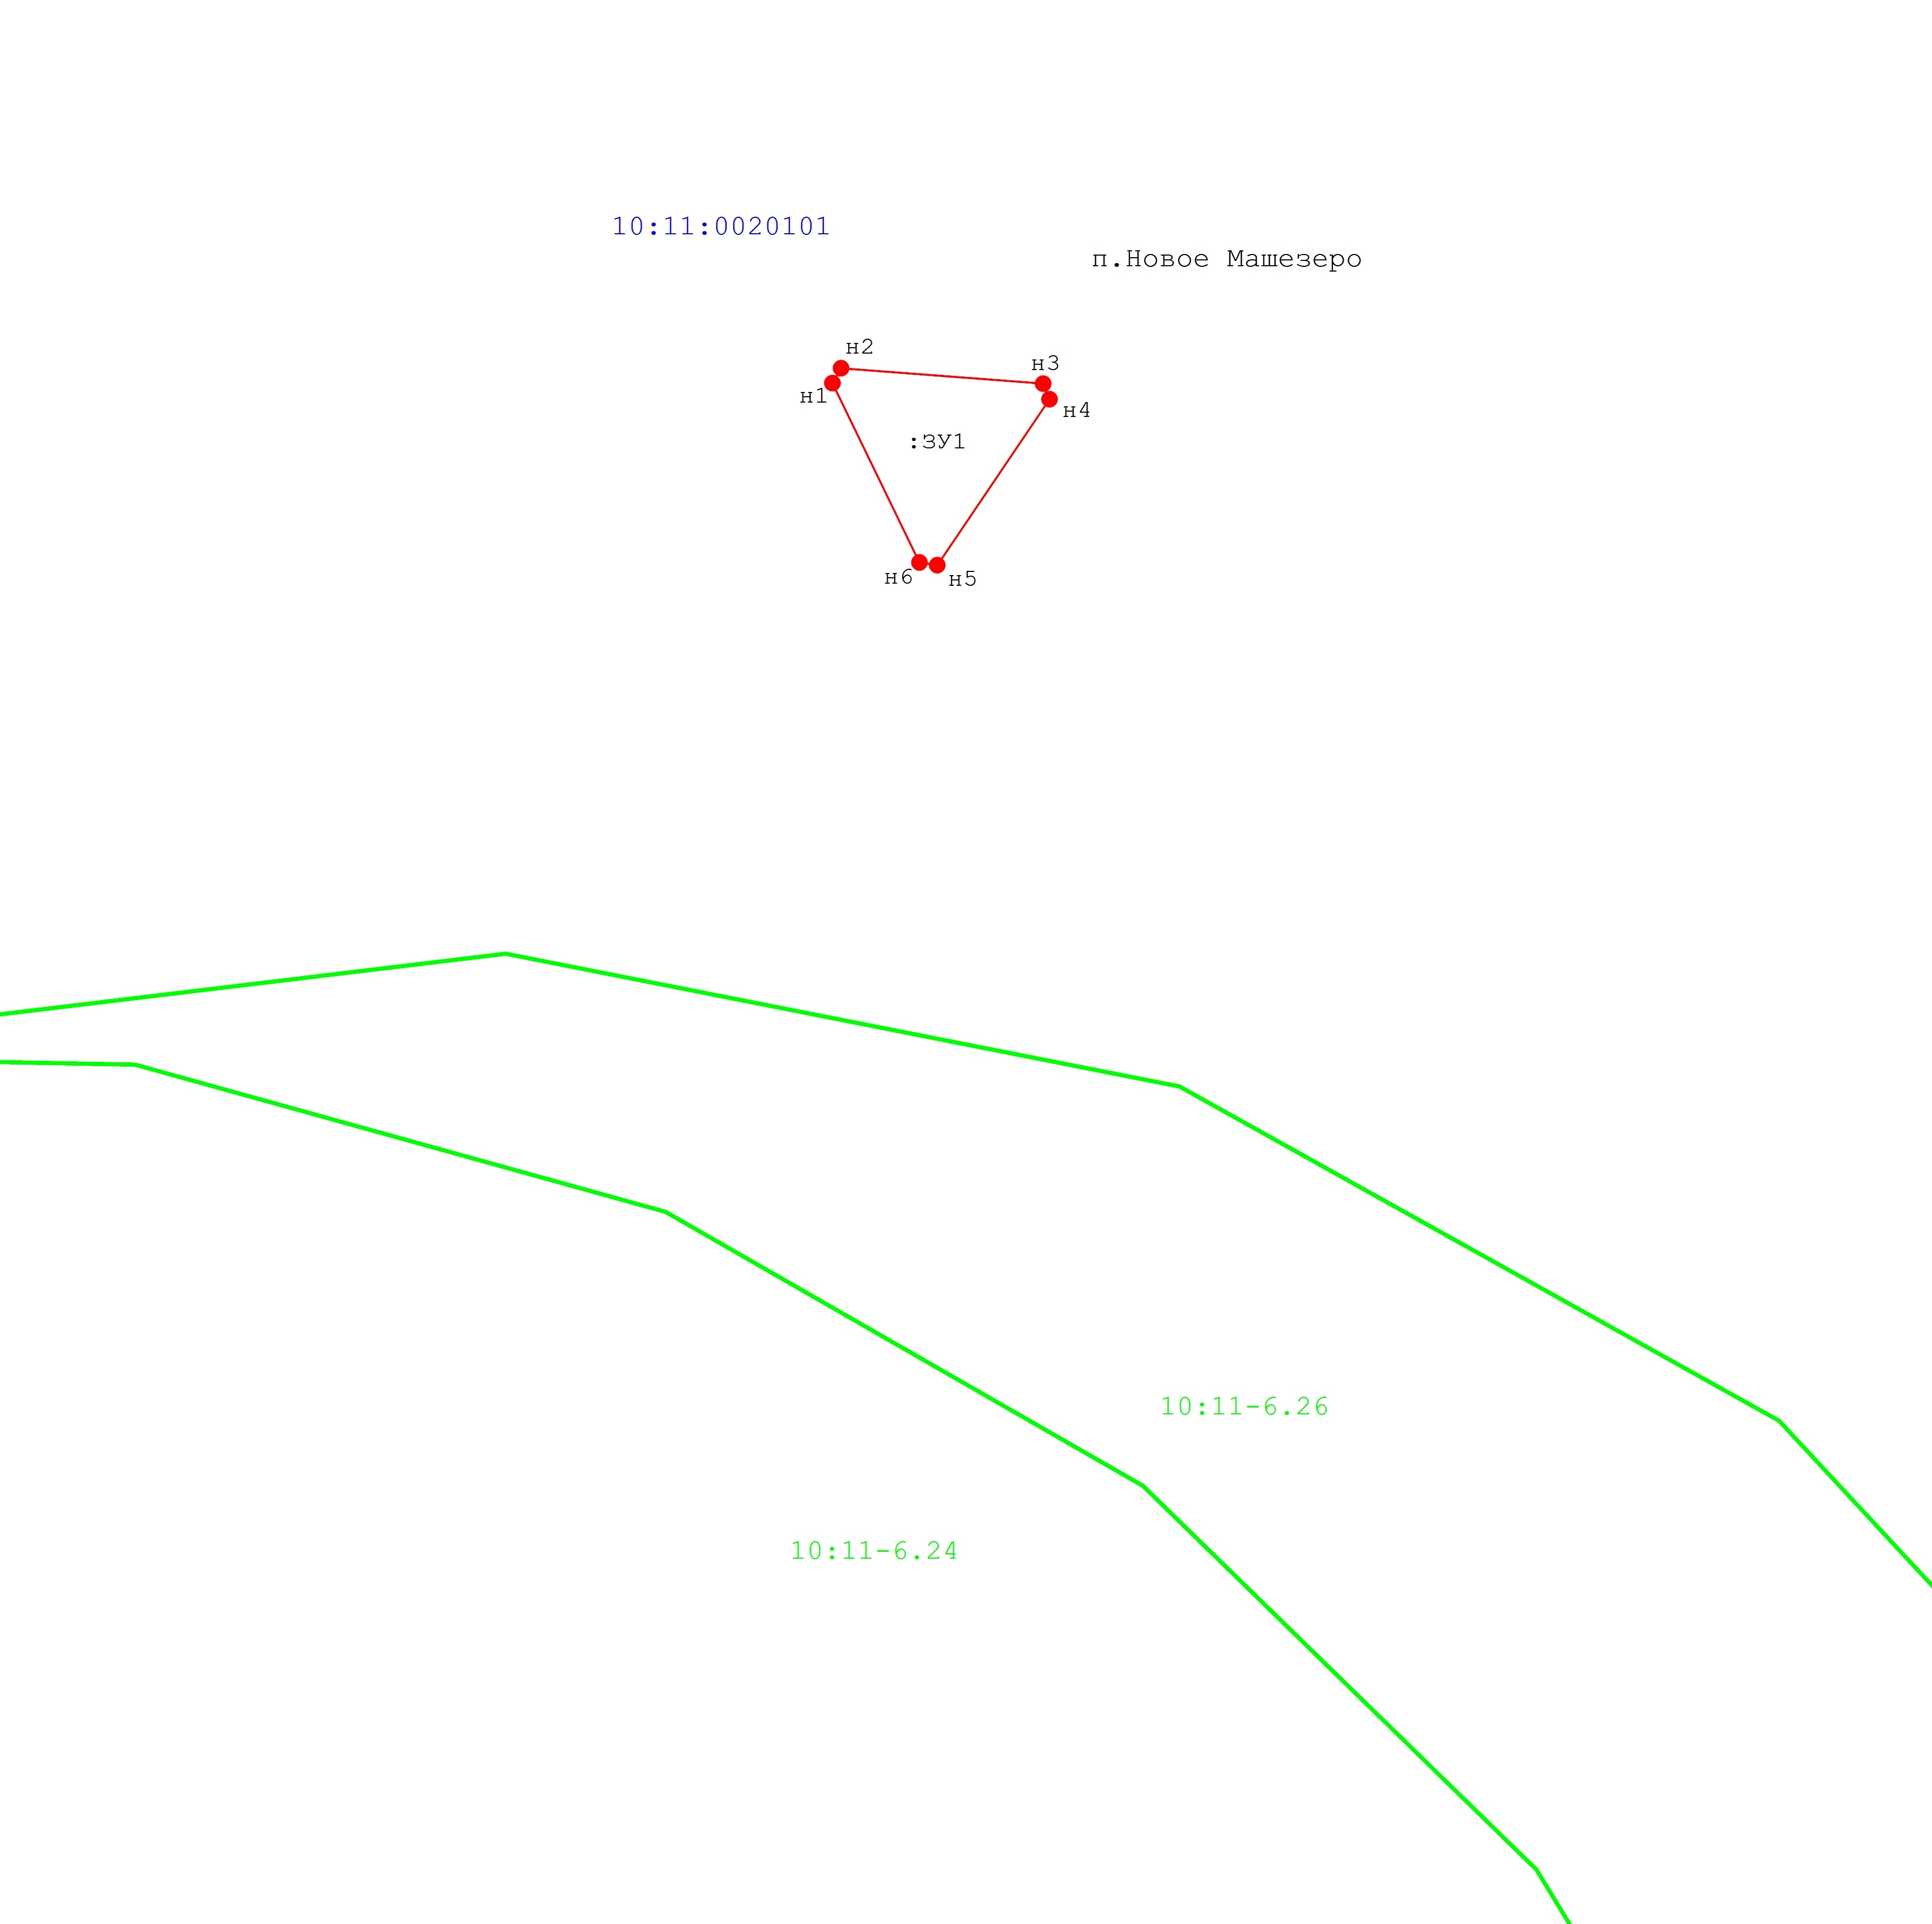 10:11:0020101
п.Новое Машезеро
н2
н3
н1
н4
:ЗУ1
н6
н5
10:11-6.26
10:11-6.24